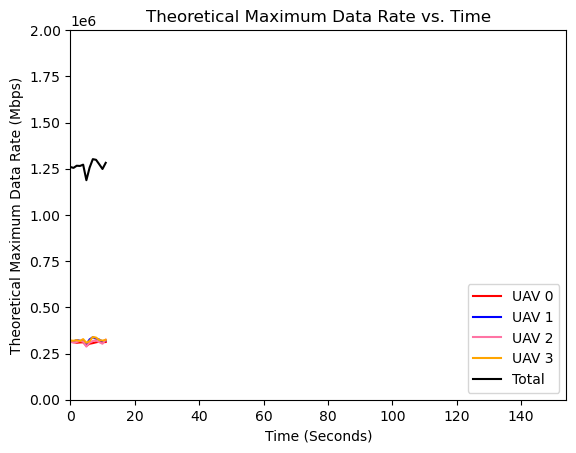 Theoretical Maximum Data Rate vs. Time
1e6
Theoretical Maximum Data Rate (Mbps)
2.00
1.75
1.50
1.25
1.00
0.75
0.50
0.25
0.00
UAV 0
UAV 1
UAV 2
UAV 3
Total
0 20 40 60 80 100 120 140
Time (Seconds)